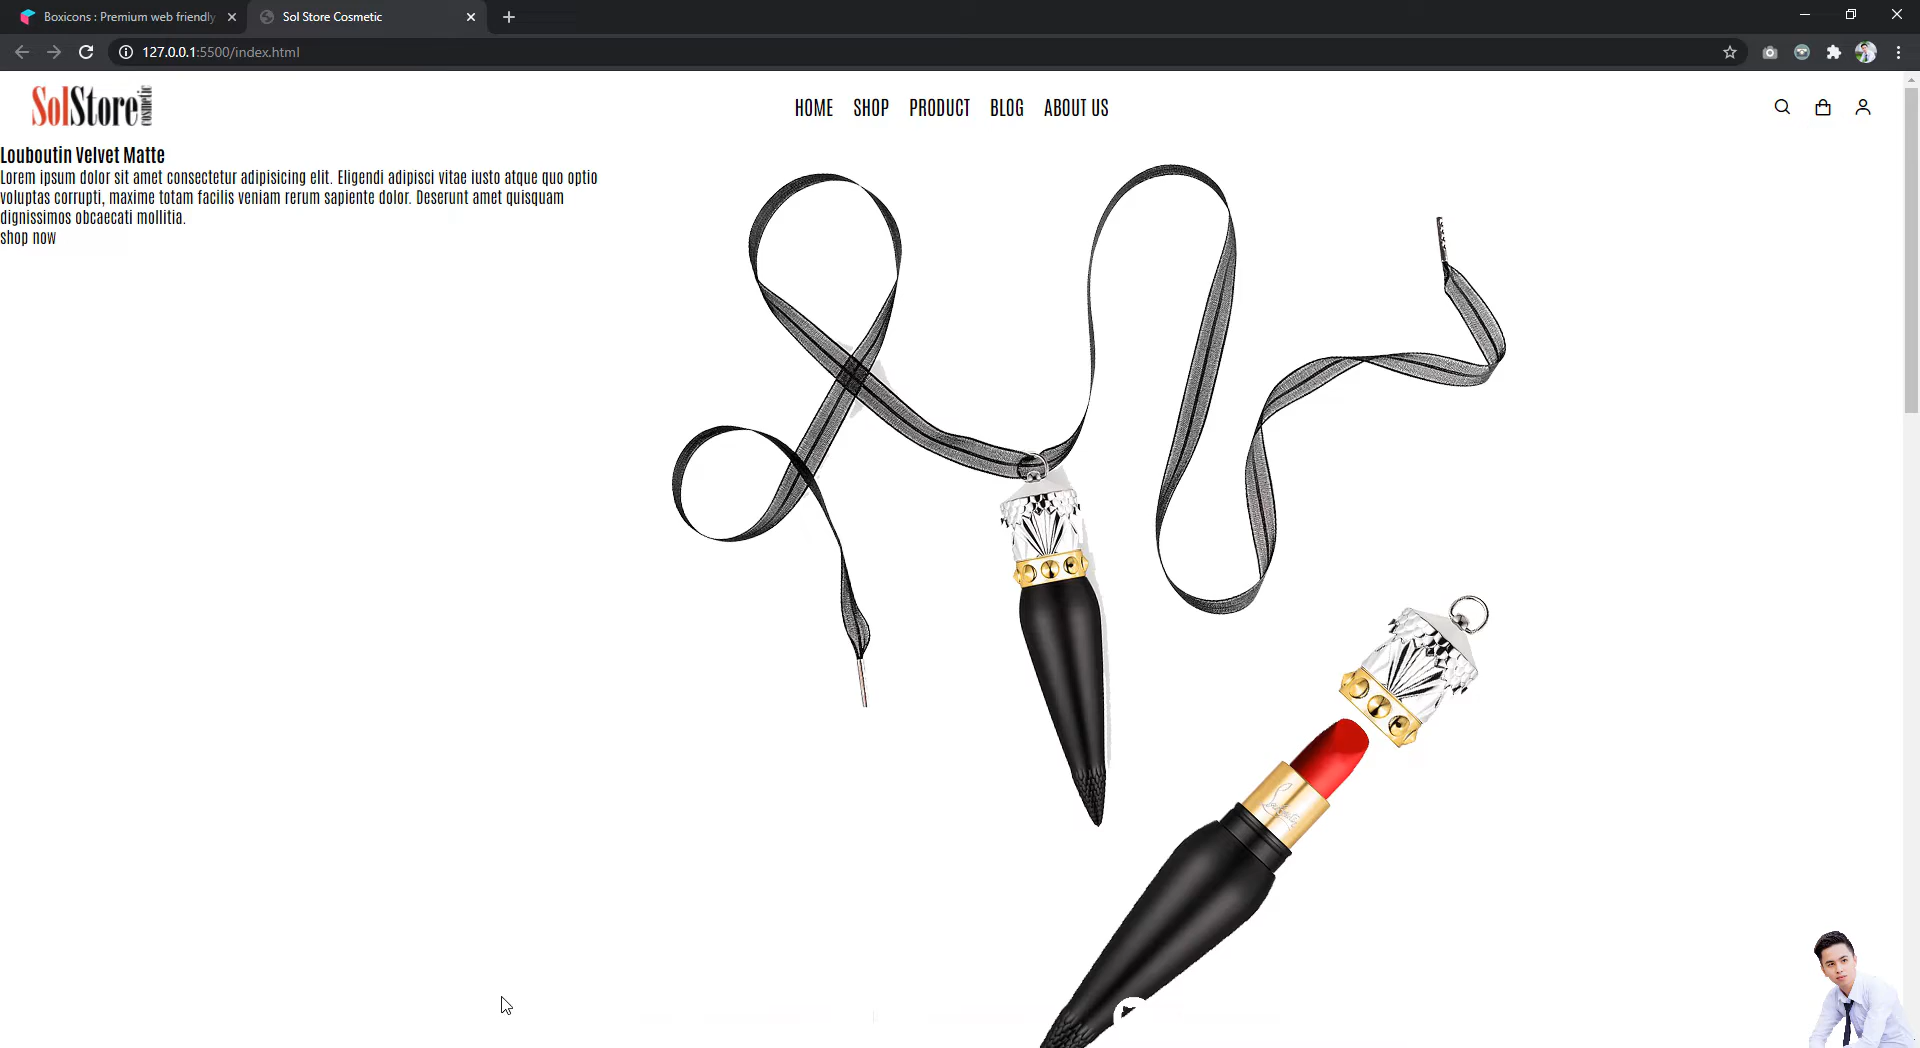 Boxicons : Premium web friendly
Sol Store Cosmetic
127.0.0.1:5500/index.html
SolStore cosmetic
HOME SHOP PRODUCT BLOG ABOUT US
Louboutin Velvet Matte
Lorem ipsum dolor sit amet consectetur adipisicing elit. Eligendi adipisci vitae iusto atque quo optio
voluptas corrupti, maxime totam facilis veniam rerum sapiente dolor. Deserunt amet quisquam
dignissimos obcaecati mollitia.
shop now